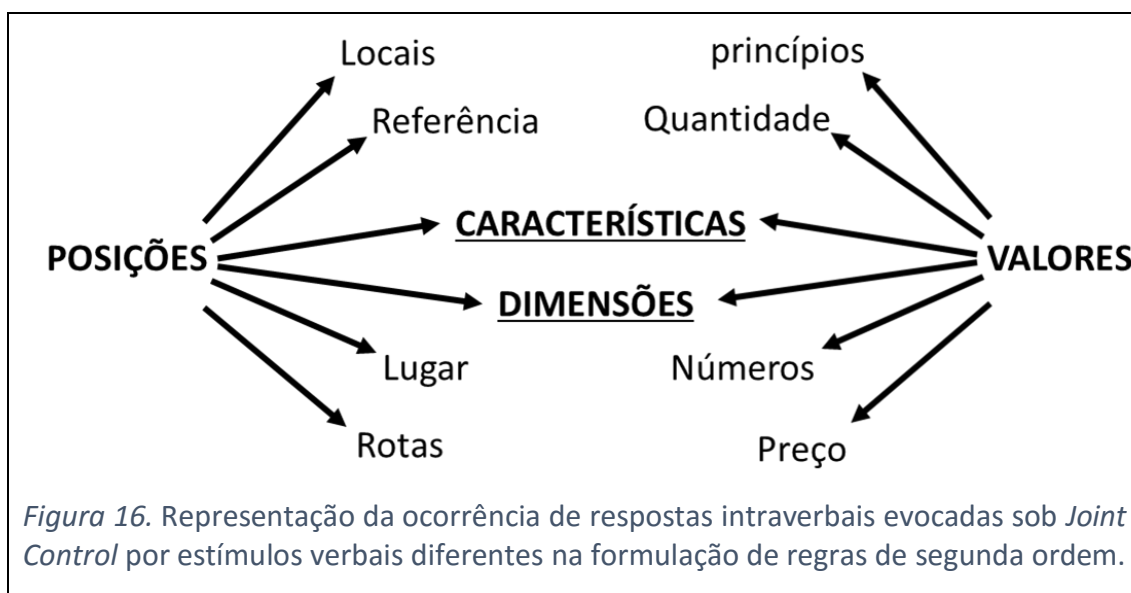 Locais princípios
Referência Quantidade
CARACTERÍSTICAS
POSIÇÕES VALORES
DIMENSÕES
Lugar Números
Rotas Preço
Figura 16. Representação da ocorrência de respostas intraverbais evocadas sob Joint
Control por estímulos verbais diferentes na formulação de regras de segunda ordem.